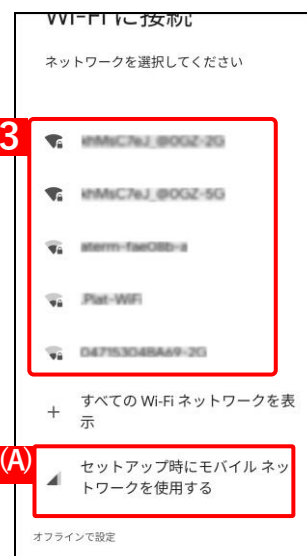 Wi-Fi に接続
ネットワークを選択してください
3
.Plat-WiFi
すべての Wi-Fi ネットワークを表
示
(A)
セットアップ時にモバイル ネッ
トワークを使用する
オフラインで設定